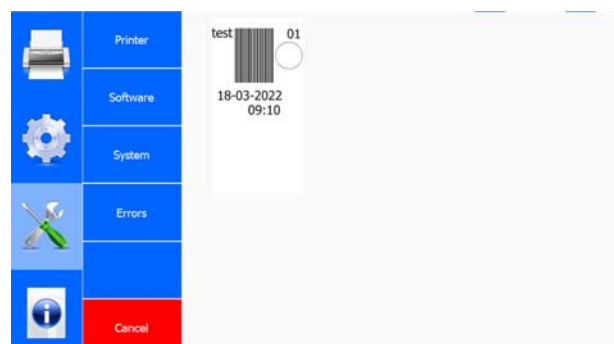 Printer
Software
System
Errors
Cancel
test 01
18-03-2022
09:10